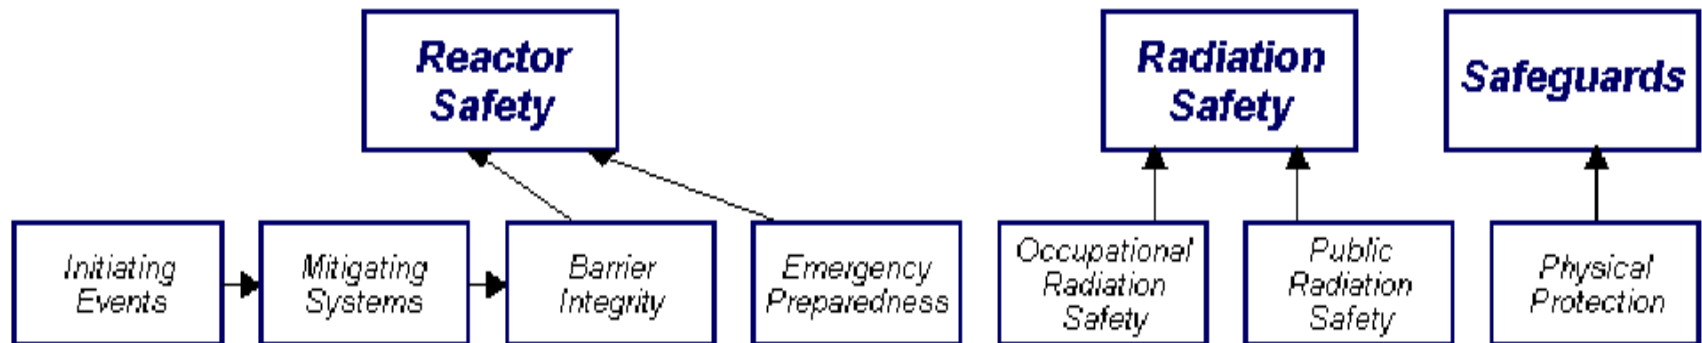 Reactor
Safety
Radiation
Safety
Safeguards
Initiating
Events
Mitigating
Systems
Barrier
Integrity
Emergency
Preparedness
Occupational
Radiation
Safety
Public
Radiation
Safety
Physical
Protection